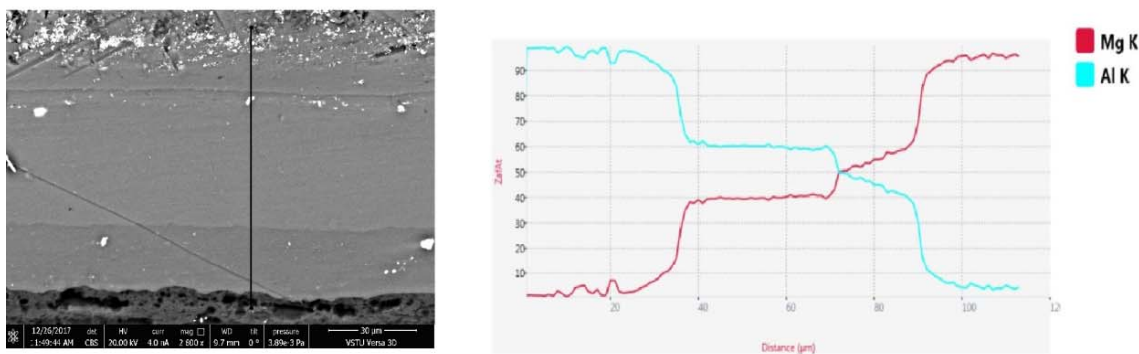 12/26/2017 det HV curr mag WD tilt pressure 30 µm
11:49:44 AM CBS 20.00 kV 4.0 nA 2 600 x 9.7 mm 0 ° 3.89e-3 Pa VSTU Versa 3D
Mg K
Al K
90
80
70
60
50
40
30
20
10
ZafAt
20 40 60 80 100 12
Distance (µm)